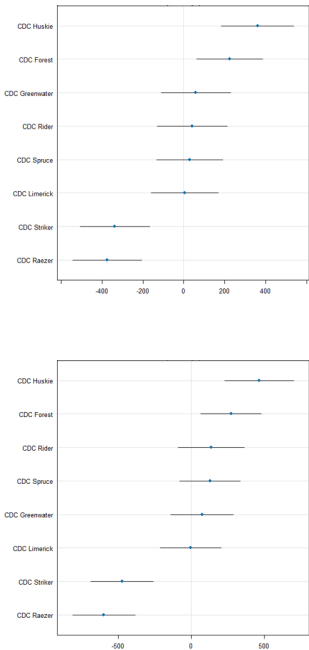 CDC Huskie
CDC Forest
CDC Greenwater
CDC Rider
CDC Spruce
CDC Limerick
CDC Striker
CDC Raezer
-400 -200 0 200 400
CDC Huskie
CDC Forest
CDC Rider
CDC Spruce
CDC Greenwater
CDC Limerick
CDC Striker
CDC Raezer
-500 0 500